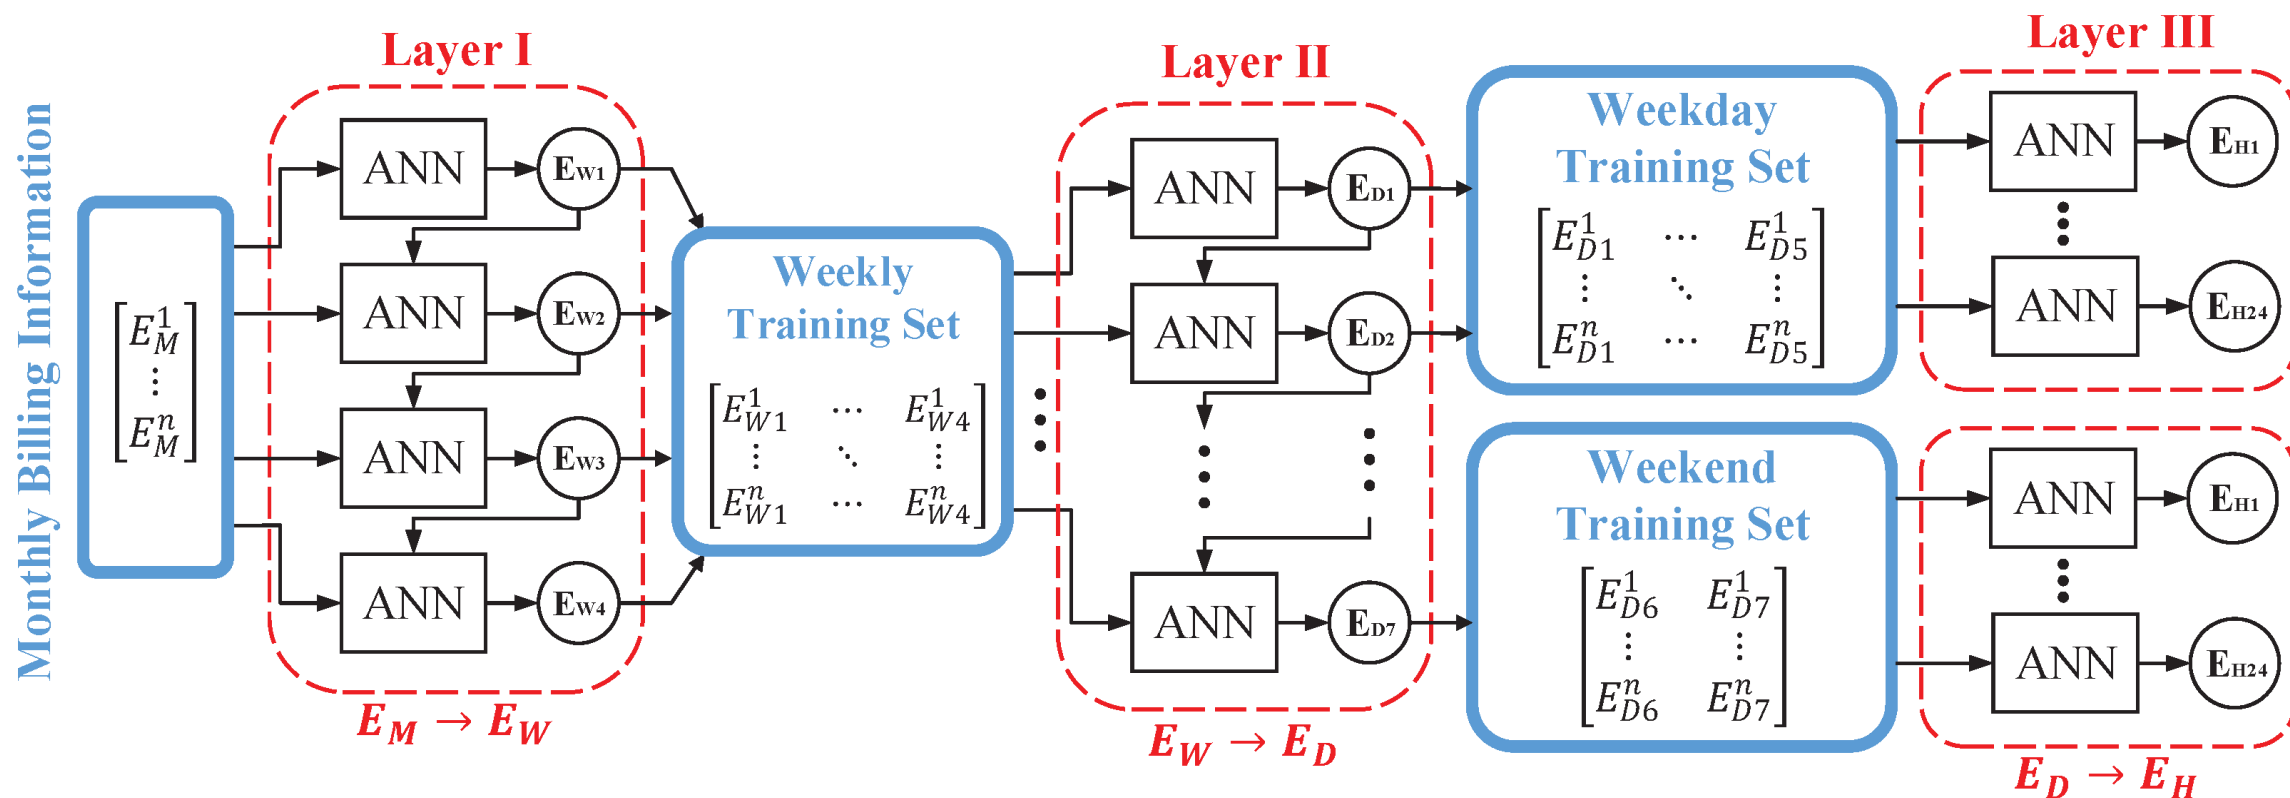 Monthly Billing Information
E_M^1
⋮
E_M^n
Layer I
ANN
E_W1
ANN
E_W2
ANN
E_W3
ANN
E_W4
E_M → E_W
Weekly
Training Set
E_W1^1 ⋯ E_W4^1
⋮ ⋱ ⋮
E_W1^n ⋯ E_W4^n
Layer II
ANN
E_D1
ANN
E_D2
ANN
E_D7
E_W → E_D
Weekday
Training Set
E_D1^1 ⋯ E_D5^1
⋮ ⋱ ⋮
E_D1^n ⋯ E_D5^n
Weekend
Training Set
E_D6^1 E_D7^1
⋮ ⋮
E_D6^n E_D7^n
Layer III
ANN
E_H1
ANN
E_H24
ANN
E_H1
ANN
E_H24
E_D → E_H